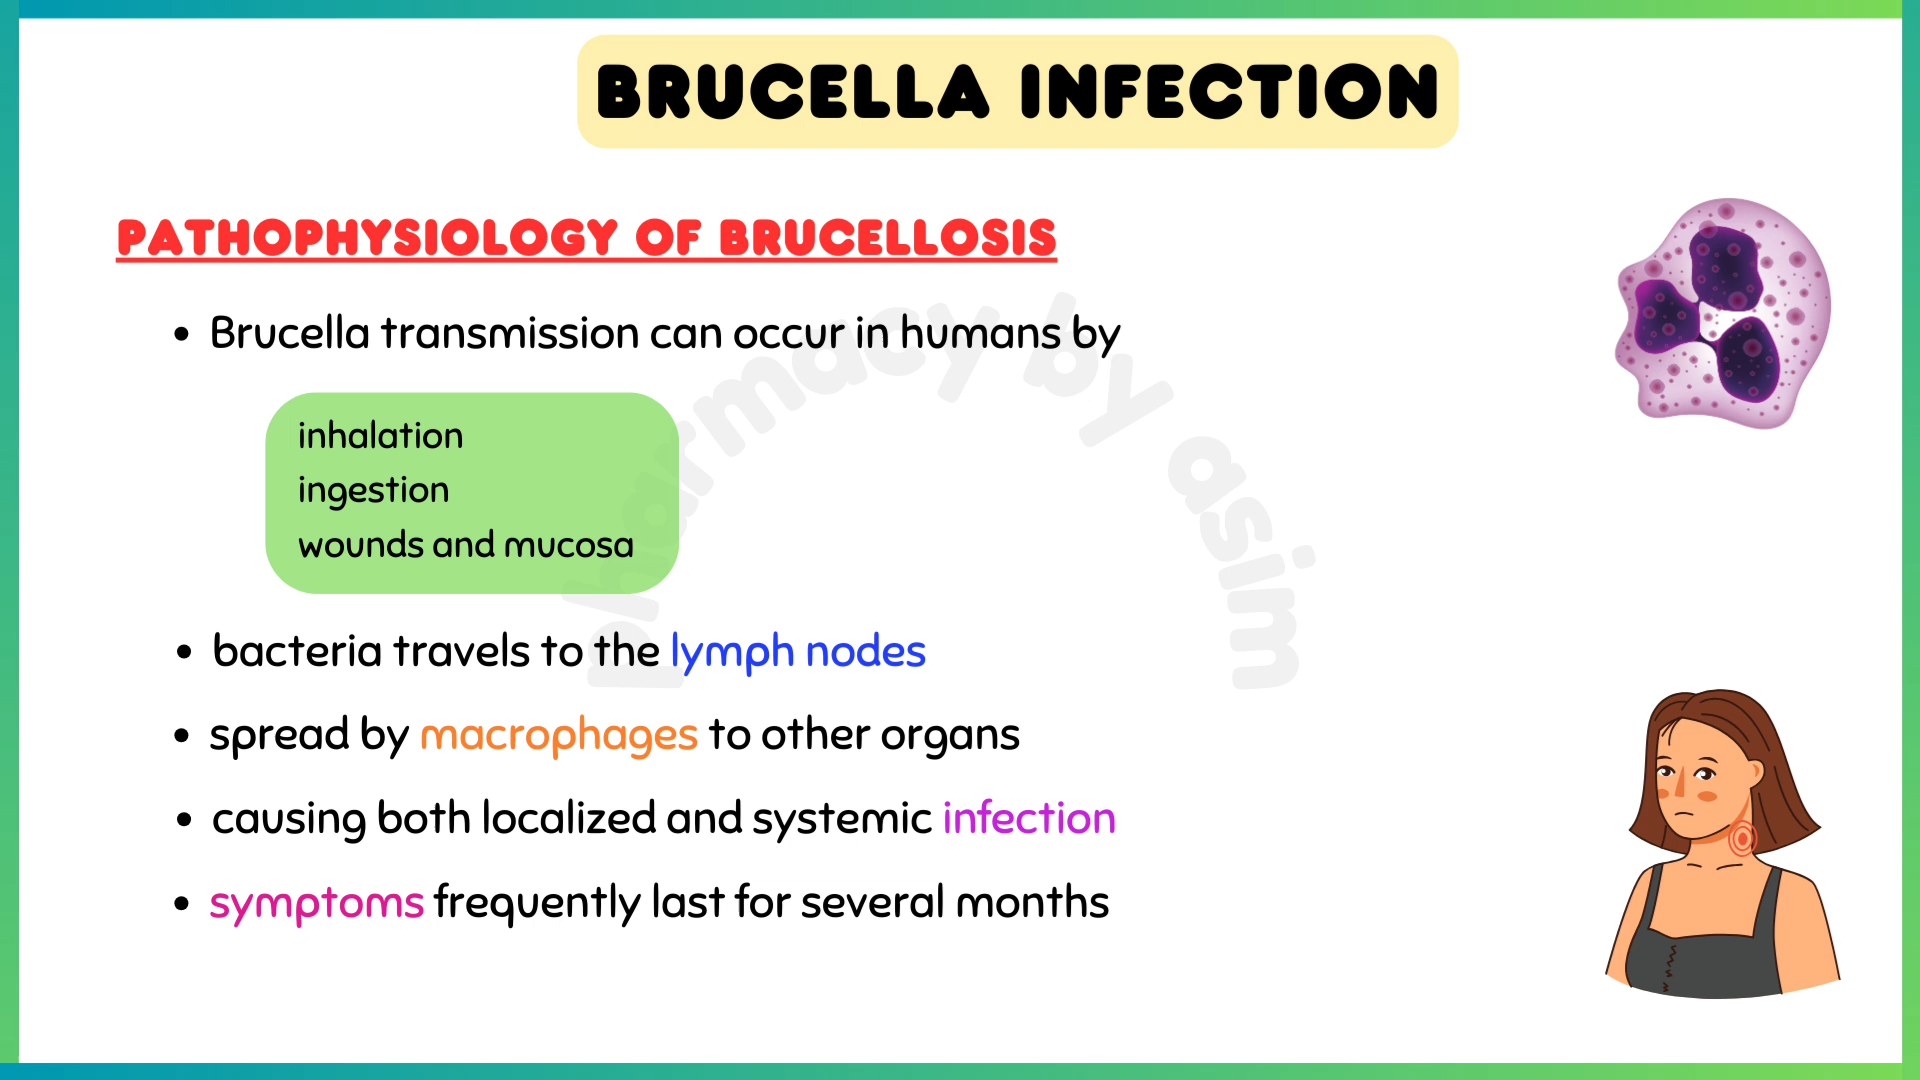 BRUCELLA INFECTION
PATHOPHYSIOLOGY OF BRUCELLOSIS
• Brucella transmission can occur in humans by
inhalation
ingestion
wounds and mucosa
• bacteria travels to the lymph nodes
• spread by macrophages to other organs
• causing both localized and systemic infection
• symptoms frequently last for several months
pharmacy by asim